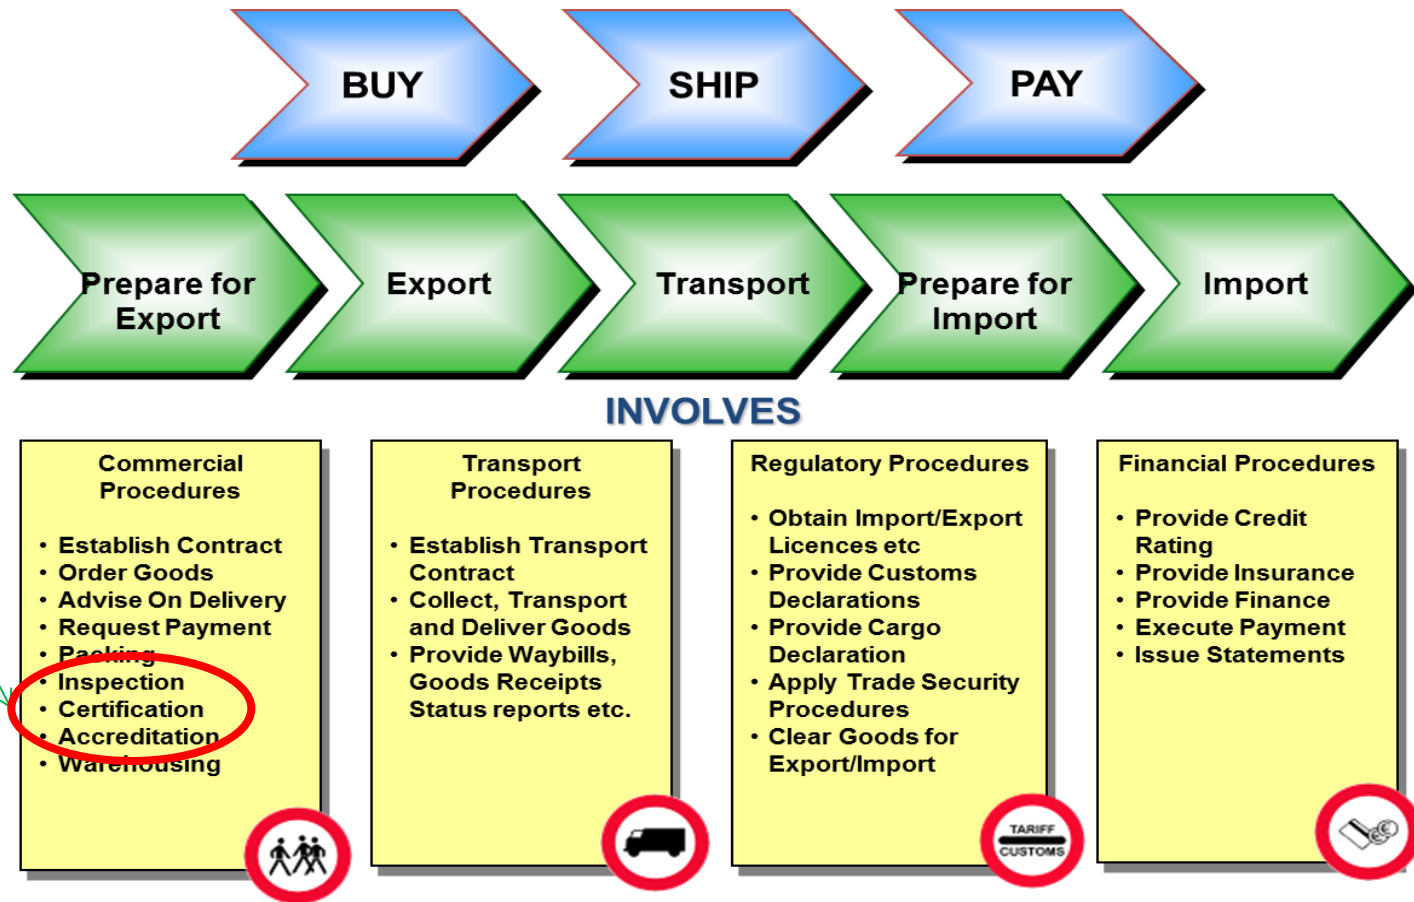 BUY
SHIP
PAY
Prepare for
Export
Export
Transport
Prepare for
Import
Import
INVOLVES
Commercial
Procedures
• Establish Contract
• Order Goods
• Advise On Delivery
• Request Payment
• Packing
• Inspection
• Certification
• Accreditation
• Warehousing
Transport
Procedures
• Establish Transport
Contract
• Collect, Transport
and Deliver Goods
• Provide Waybills,
Goods Receipts
Status reports etc.
Regulatory Procedures
• Obtain Import/Export
Licences etc
• Provide Customs
Declarations
• Provide Cargo
Declaration
• Apply Trade Security
Procedures
• Clear Goods for
Export/Import
TARIFF
CUSTOMS
Financial Procedures
• Provide Credit
Rating
• Provide Insurance
• Provide Finance
• Execute Payment
• Issue Statements